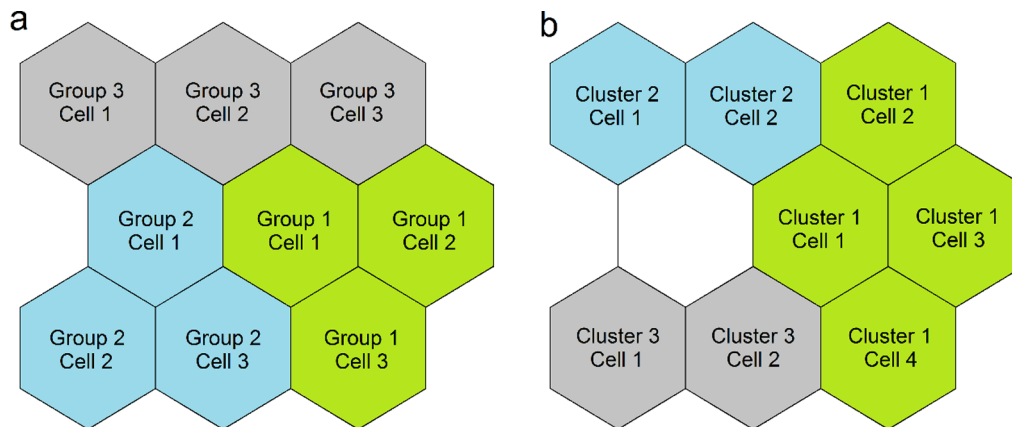 a
Group 3
Cell 1
Group 3
Cell 2
Group 3
Cell 3
Group 2
Cell 1
Group 1
Cell 1
Group 1
Cell 2
Group 2
Cell 2
Group 2
Cell 3
Group 1
Cell 3
b
Cluster 2
Cell 1
Cluster 2
Cell 2
Cluster 1
Cell 2
Cluster 1
Cell 1
Cluster 1
Cell 3
Cluster 3
Cell 1
Cluster 3
Cell 2
Cluster 1
Cell 4